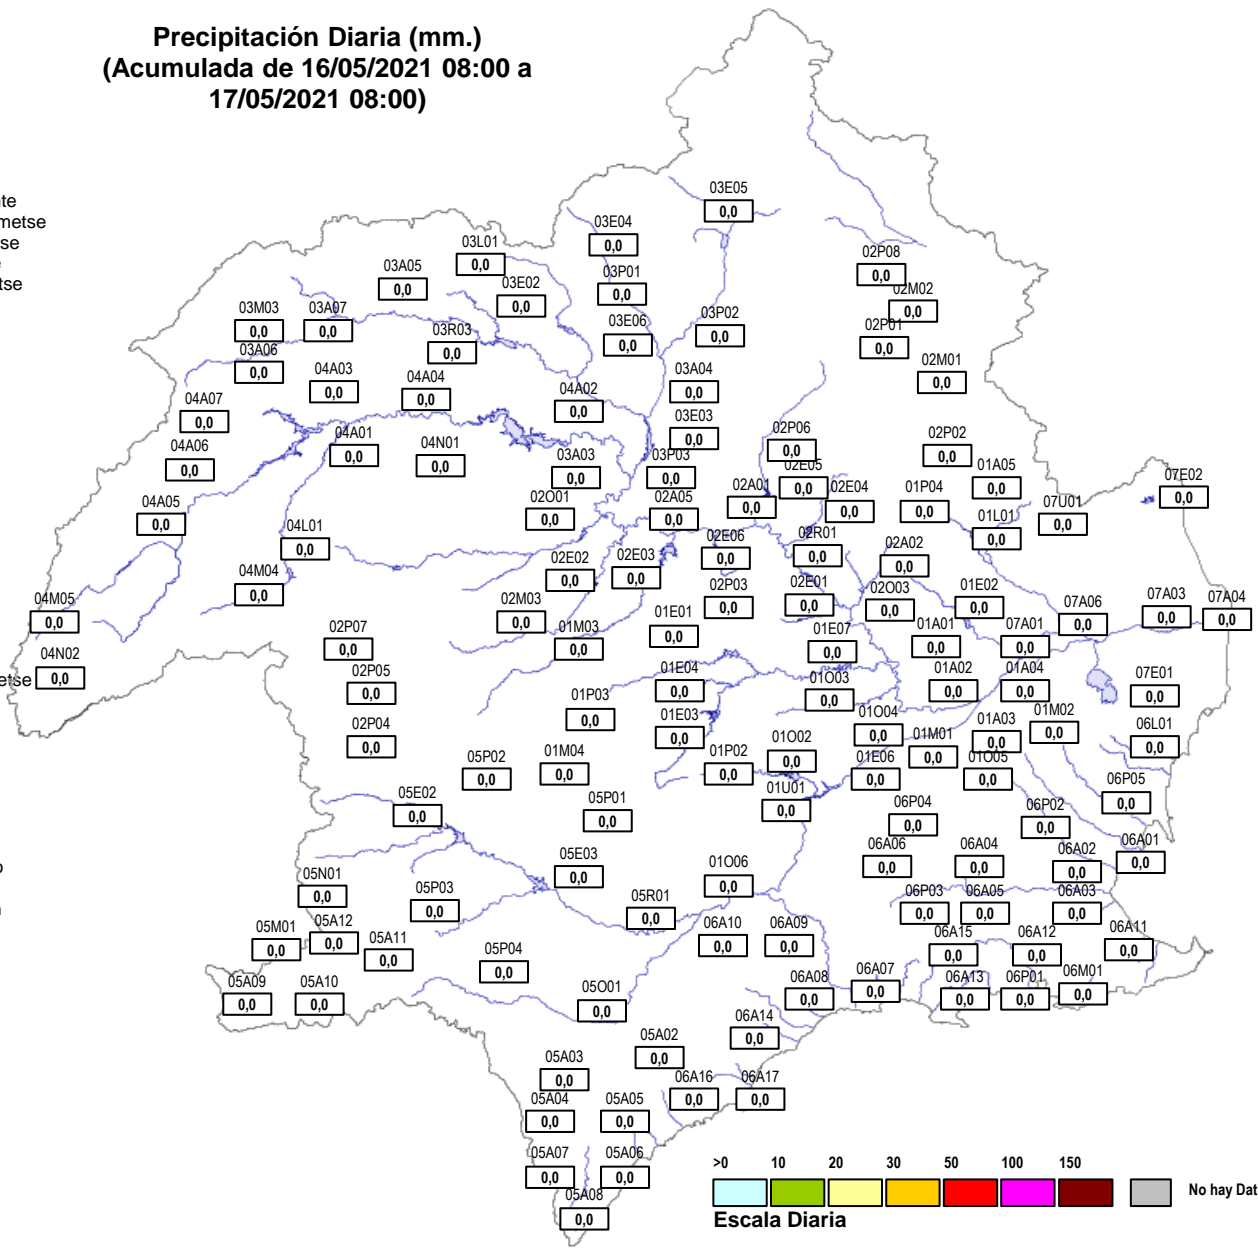 Precipitación Diaria (mm.)
(Acumulada de 16/05/2021 08:00 a
17/05/2021 08:00)
03E05
0,0
03E04
0,0
03L01
0,0
02P08
0,0
03A05
0,0
03P01
0,0
03E02
0,0
02M02
0,0
03M03
0,0
03A07
0,0
03P02
0,0
03E06
0,0
03R03
0,0
02P01
0,0
03A06
0,0
02M01
0,0
04A03
0,0
04A04
0,0
03A04
0,0
04A02
0,0
04A07
0,0
03E03
0,0
04A01
0,0
04N01
0,0
02P06
0,0
02P02
0,0
04A06
0,0
03A03
0,0
03P03
0,0
02E05
0,0
01A05
0,0
07E02
0,0
02A01
0,0
02E04
0,0
01P04
0,0
04A05
0,0
02O01
0,0
02A05
0,0
07U01
0,0
01L01
0,0
04L01
0,0
02E06
0,0
02R01
0,0
02A02
0,0
02E02
0,0
02E03
0,0
04M04
0,0
02P03
0,0
02E01
0,0
02O03
0,0
01E02
0,0
04M05
0,0
02M03
0,0
07A06
0,0
07A03
0,0
07A04
0,0
01E01
0,0
01M03
0,0
01E07
0,0
01A01
0,0
07A01
0,0
02P07
0,0
04N02
0,0
02P05
0,0
01E04
0,0
01O03
0,0
01A02
0,0
01A04
0,0
07E01
0,0
01P03
0,0
01E03
0,0
01O04
0,0
01A03
0,0
01M02
0,0
06L01
0,0
02P04
0,0
01M01
0,0
05P02
0,0
01M04
0,0
01P02
0,0
01O02
0,0
01E06
0,0
01O05
0,0
05E02
0,0
05P01
0,0
01U01
0,0
06P05
0,0
06P04
0,0
06P02
0,0
06A06
0,0
06A04
0,0
06A02
0,0
06A01
0,0
05N01
0,0
05E03
0,0
01O06
0,0
05P03
0,0
05R01
0,0
06P03
0,0
06A05
0,0
06A03
0,0
05M01
0,0
05A12
0,0
05A11
0,0
06A10
0,0
06A09
0,0
06A15
0,0
06A12
0,0
06A11
0,0
05P04
0,0
05A09
0,0
05A10
0,0
05O01
0,0
06A08
0,0
06A07
0,0
06A13
0,0
06P01
0,0
06M01
0,0
06A14
0,0
05A02
0,0
05A03
0,0
06A16
0,0
06A17
0,0
05A04
0,0
05A05
0,0
05A07
0,0
05A06
0,0
05A08
0,0
>0 10 20 30 50 100 150
No hay Dat
Escala Diaria